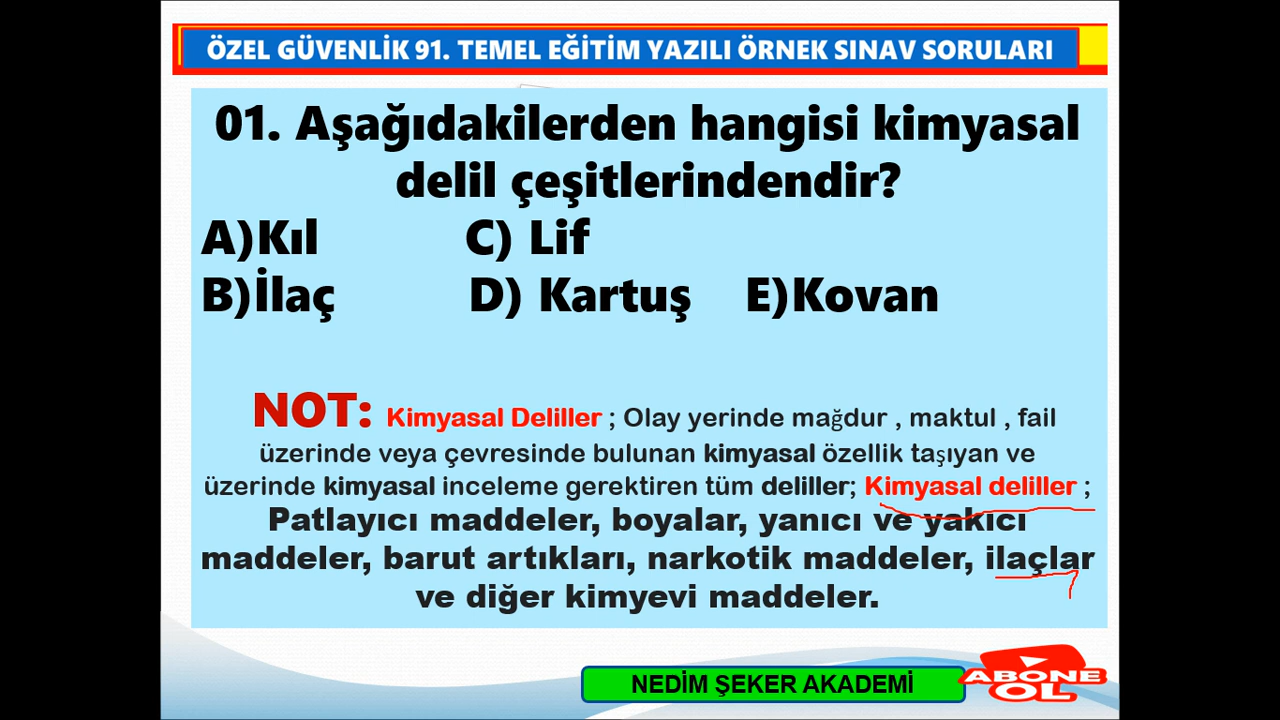 ÖZEL GÜVENLİK 91. TEMEL EĞİTİM YAZILI ÖRNEK SINAV SORULARI
01. Aşağıdakilerden hangisi kimyasal
delil çeşitlerindendir?
A)Kıl C) Lif
B)İlaç D) Kartuş E)Kovan
NOT: Kimyasal Deliller ; Olay yerinde mağdur , maktul , fail
üzerinde veya çevresinde bulunan kimyasal özellik taşıyan ve
üzerinde kimyasal inceleme gerektiren tüm deliller; Kimyasal deliller ;
Patlayıcı maddeler, boyalar, yanıcı ve yakıcı
maddeler, barut artıkları, narkotik maddeler, ilaçlar
ve diğer kimyevi maddeler.
NEDİM ŞEKER AKADEMİ
ABONE
OL